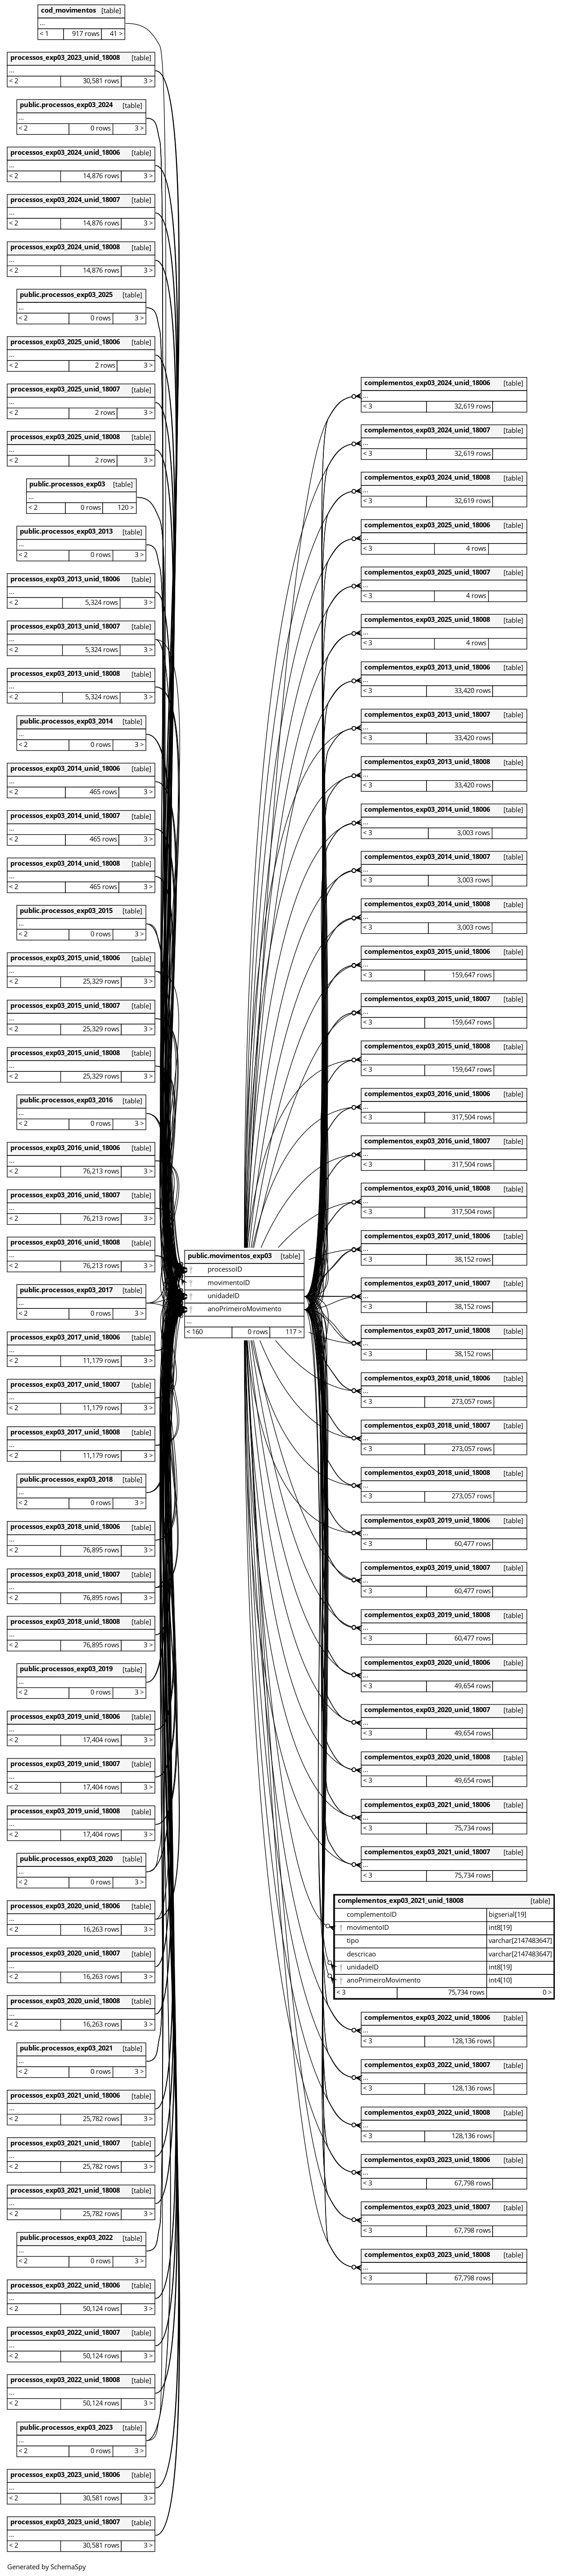 cod_movimentos [table]
...
< 1 917 rows 41 >
processos_exp03_2023_unid_18008 [table]
...
< 2 30,581 rows 3 >
public.processos_exp03_2024 [table]
...
< 2 0 rows 3 >
processos_exp03_2024_unid_18006 [table]
...
< 2 14,876 rows 3 >
processos_exp03_2024_unid_18007 [table]
...
< 2 14,876 rows 3 >
processos_exp03_2024_unid_18008 [table]
...
< 2 14,876 rows 3 >
public.processos_exp03_2025 [table]
...
< 2 0 rows 3 >
processos_exp03_2025_unid_18006 [table]
...
< 2 2 rows 3 >
processos_exp03_2025_unid_18007 [table]
...
< 2 2 rows 3 >
processos_exp03_2025_unid_18008 [table]
...
< 2 2 rows 3 >
public.processos_exp03 [table]
...
< 2 0 rows 120 >
public.processos_exp03_2013 [table]
...
< 2 0 rows 3 >
processos_exp03_2013_unid_18006 [table]
...
< 2 5,324 rows 3 >
processos_exp03_2013_unid_18007 [table]
...
< 2 5,324 rows 3 >
processos_exp03_2013_unid_18008 [table]
...
< 2 5,324 rows 3 >
public.processos_exp03_2014 [table]
...
< 2 0 rows 3 >
processos_exp03_2014_unid_18006 [table]
...
< 2 465 rows 3 >
processos_exp03_2014_unid_18007 [table]
...
< 2 465 rows 3 >
processos_exp03_2014_unid_18008 [table]
...
< 2 465 rows 3 >
public.processos_exp03_2015 [table]
...
< 2 0 rows 3 >
processos_exp03_2015_unid_18006 [table]
...
< 2 25,329 rows 3 >
processos_exp03_2015_unid_18007 [table]
...
< 2 25,329 rows 3 >
processos_exp03_2015_unid_18008 [table]
...
< 2 25,329 rows 3 >
public.processos_exp03_2016 [table]
...
< 2 0 rows 3 >
processos_exp03_2016_unid_18006 [table]
...
< 2 76,213 rows 3 >
processos_exp03_2016_unid_18007 [table]
...
< 2 76,213 rows 3 >
processos_exp03_2016_unid_18008 [table]
...
< 2 76,213 rows 3 >
public.processos_exp03_2017 [table]
...
< 2 0 rows 3 >
processos_exp03_2017_unid_18006 [table]
...
< 2 11,179 rows 3 >
processos_exp03_2017_unid_18007 [table]
...
< 2 11,179 rows 3 >
processos_exp03_2017_unid_18008 [table]
...
< 2 11,179 rows 3 >
public.processos_exp03_2018 [table]
...
< 2 0 rows 3 >
processos_exp03_2018_unid_18006 [table]
...
< 2 76,895 rows 3 >
processos_exp03_2018_unid_18007 [table]
...
< 2 76,895 rows 3 >
processos_exp03_2018_unid_18008 [table]
...
< 2 76,895 rows 3 >
public.processos_exp03_2019 [table]
...
< 2 0 rows 3 >
processos_exp03_2019_unid_18006 [table]
...
< 2 17,404 rows 3 >
processos_exp03_2019_unid_18007 [table]
...
< 2 17,404 rows 3 >
processos_exp03_2019_unid_18008 [table]
...
< 2 17,404 rows 3 >
public.processos_exp03_2020 [table]
...
< 2 0 rows 3 >
processos_exp03_2020_unid_18006 [table]
...
< 2 16,263 rows 3 >
processos_exp03_2020_unid_18007 [table]
...
< 2 16,263 rows 3 >
processos_exp03_2020_unid_18008 [table]
...
< 2 16,263 rows 3 >
public.processos_exp03_2021 [table]
...
< 2 0 rows 3 >
processos_exp03_2021_unid_18006 [table]
...
< 2 25,782 rows 3 >
processos_exp03_2021_unid_18007 [table]
...
< 2 25,782 rows 3 >
processos_exp03_2021_unid_18008 [table]
...
< 2 25,782 rows 3 >
public.processos_exp03_2022 [table]
...
< 2 0 rows 3 >
processos_exp03_2022_unid_18006 [table]
...
< 2 50,124 rows 3 >
processos_exp03_2022_unid_18007 [table]
...
< 2 50,124 rows 3 >
processos_exp03_2022_unid_18008 [table]
...
< 2 50,124 rows 3 >
public.processos_exp03_2023 [table]
...
< 2 0 rows 3 >
processos_exp03_2023_unid_18006 [table]
...
< 2 30,581 rows 3 >
processos_exp03_2023_unid_18007 [table]
...
< 2 30,581 rows 3 >
public.movimentos_exp03 [table]
processoID
movimentoID
unidadeID
anoPrimeiroMovimento
...
< 160 0 rows 117 >
complementos_exp03_2024_unid_18006 [table]
...
< 3 32,619 rows
complementos_exp03_2024_unid_18007 [table]
...
< 3 32,619 rows
complementos_exp03_2024_unid_18008 [table]
...
< 3 32,619 rows
complementos_exp03_2025_unid_18006 [table]
...
< 3 4 rows
complementos_exp03_2025_unid_18007 [table]
...
< 3 4 rows
complementos_exp03_2025_unid_18008 [table]
...
< 3 4 rows
complementos_exp03_2013_unid_18006 [table]
...
< 3 33,420 rows
complementos_exp03_2013_unid_18007 [table]
...
< 3 33,420 rows
complementos_exp03_2013_unid_18008 [table]
...
< 3 33,420 rows
complementos_exp03_2014_unid_18006 [table]
...
< 3 3,003 rows
complementos_exp03_2014_unid_18007 [table]
...
< 3 3,003 rows
complementos_exp03_2014_unid_18008 [table]
...
< 3 3,003 rows
complementos_exp03_2015_unid_18006 [table]
...
< 3 159,647 rows
complementos_exp03_2015_unid_18007 [table]
...
< 3 159,647 rows
complementos_exp03_2015_unid_18008 [table]
...
< 3 159,647 rows
complementos_exp03_2016_unid_18006 [table]
...
< 3 317,504 rows
complementos_exp03_2016_unid_18007 [table]
...
< 3 317,504 rows
complementos_exp03_2016_unid_18008 [table]
...
< 3 317,504 rows
complementos_exp03_2017_unid_18006 [table]
...
< 3 38,152 rows
complementos_exp03_2017_unid_18007 [table]
...
< 3 38,152 rows
complementos_exp03_2017_unid_18008 [table]
...
< 3 38,152 rows
complementos_exp03_2018_unid_18006 [table]
...
< 3 273,057 rows
complementos_exp03_2018_unid_18007 [table]
...
< 3 273,057 rows
complementos_exp03_2018_unid_18008 [table]
...
< 3 273,057 rows
complementos_exp03_2019_unid_18006 [table]
...
< 3 60,477 rows
complementos_exp03_2019_unid_18007 [table]
...
< 3 60,477 rows
complementos_exp03_2019_unid_18008 [table]
...
< 3 60,477 rows
complementos_exp03_2020_unid_18006 [table]
...
< 3 49,654 rows
complementos_exp03_2020_unid_18007 [table]
...
< 3 49,654 rows
complementos_exp03_2020_unid_18008 [table]
...
< 3 49,654 rows
complementos_exp03_2021_unid_18006 [table]
...
< 3 75,734 rows
complementos_exp03_2021_unid_18007 [table]
...
< 3 75,734 rows
complementos_exp03_2021_unid_18008 [table]
complementoID bigserial[19]
movimentoID int8[19]
tipo varchar[2147483647]
descricao varchar[2147483647]
unidadeID int8[19]
anoPrimeiroMovimento int4[10]
< 3 75,734 rows 0 >
complementos_exp03_2022_unid_18006 [table]
...
< 3 128,136 rows
complementos_exp03_2022_unid_18007 [table]
...
< 3 128,136 rows
complementos_exp03_2022_unid_18008 [table]
...
< 3 128,136 rows
complementos_exp03_2023_unid_18006 [table]
...
< 3 67,798 rows
complementos_exp03_2023_unid_18007 [table]
...
< 3 67,798 rows
complementos_exp03_2023_unid_18008 [table]
...
< 3 67,798 rows
Generated by SchemaSpy